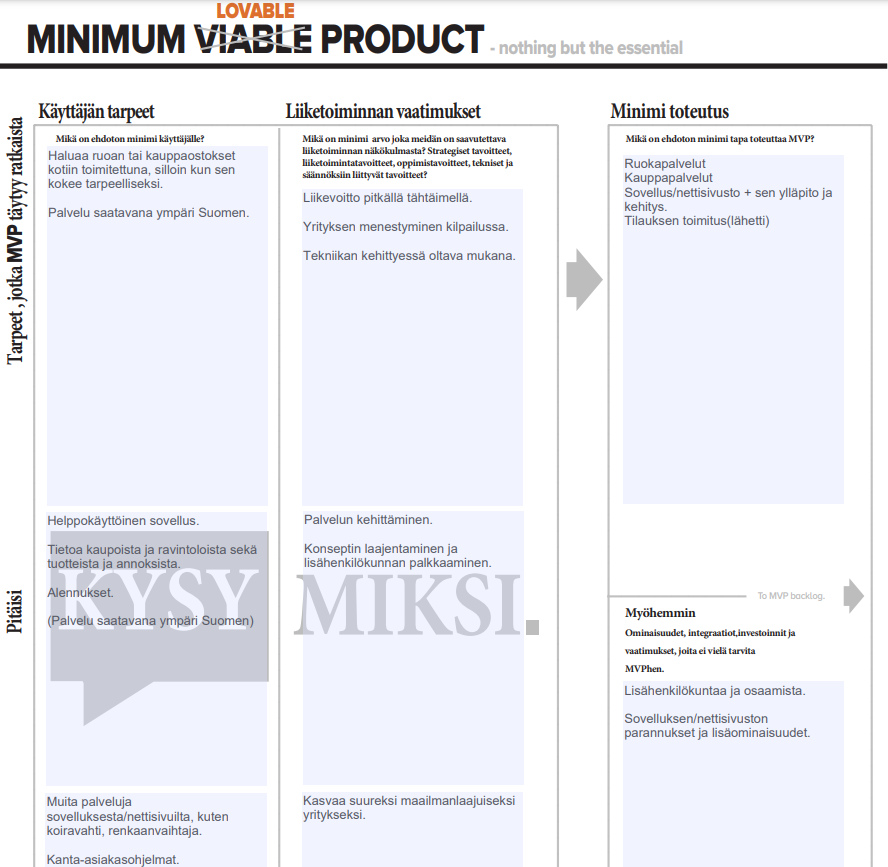 LOVABLE
MINIMUM VIABLE PRODUCT - nothing but the essential
Käyttäjän tarpeet
Liiketoiminnan vaatimukset
Minimi toteutus
Tarpeet , jotka MVP täytyy ratkaista
Mikä on ehdoton minimi käyttäjälle?
Haluaa ruoan tai kauppaostokset
kotiin toimitettuna, silloin kun sen
kokee tarpeelliseksi.
Palvelu saatavana ympäri Suomen.
Mikä on minimi arvo joka meidän on saavutettava
liiketoiminnan näkökulmasta? Strategiset tavoitteet,
liiketoimintatavoitteet, oppimistavoitteet, tekniset ja
säännöksiin liittyvät tavoitteet?
Liikevoitto pitkällä tähtäimellä.
Yrityksen menestyminen kilpailussa.
Tekniikan kehittyessä oltava mukana.
Mikä on ehdoton minimi tapa toteuttaa MVP?
Ruokapalvelut
Kauppapalvelut
Sovellus/nettisivusto + sen ylläpito ja
kehitys.
Tilauksen toimitus(lähetti)
Pitäisi
Helppokäyttöinen sovellus.
Tietoa kaupoista ja ravintoloista sekä
tuotteista ja annoksista.
Alennukset.
(Palvelu saatavana ympäri Suomen)
KYSY
Palvelun kehittäminen.
Konseptin laajentaminen ja
lisähenkilökunnan palkkaaminen.
MIKSI.
To MVP backlog.
Myöhemmin
Ominaisuudet, integraatiot,investoinnit ja
vaatimukset, joita ei vielä tarvita
MVPhen.
Lisähenkilökuntaa ja osaamista.
Sovelluksen/nettisivuston
parannukset ja lisäominaisuudet.
Muita palveluja
sovelluksesta/nettisivuilta, kuten
koiravahti, renkaanvaihtaja.
Kanta-asiakasohjelmat.
Kasvaa suureksi maailmanlaajuiseksi
yritykseksi.